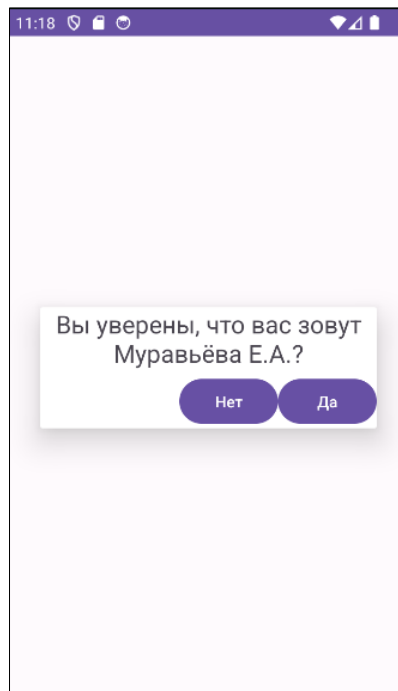 11:18
Вы уверены, что вас зовут
Муравьёва Е.А.?
Нет Да